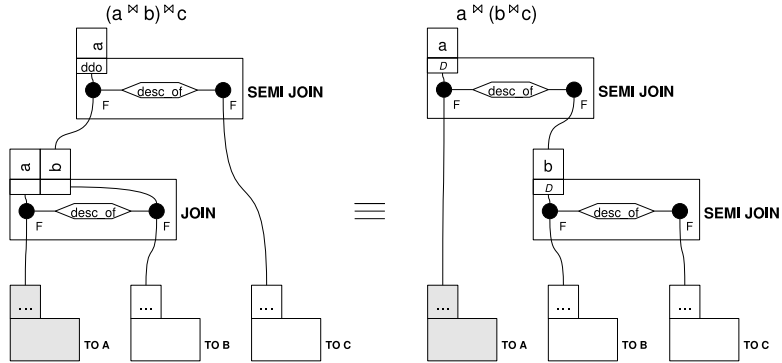 (a ⋈ b) ⋈ c
a
ddo
desc_of
F
F
SEMI JOIN
a
b
desc_of
F
F
JOIN
...
...
...
TO A
TO B
TO C
≡
a ⋈ (b ⋈ c)
a
D
desc_of
F
F
SEMI JOIN
b
D
desc_of
F
F
SEMI JOIN
...
...
...
TO A
TO B
TO C